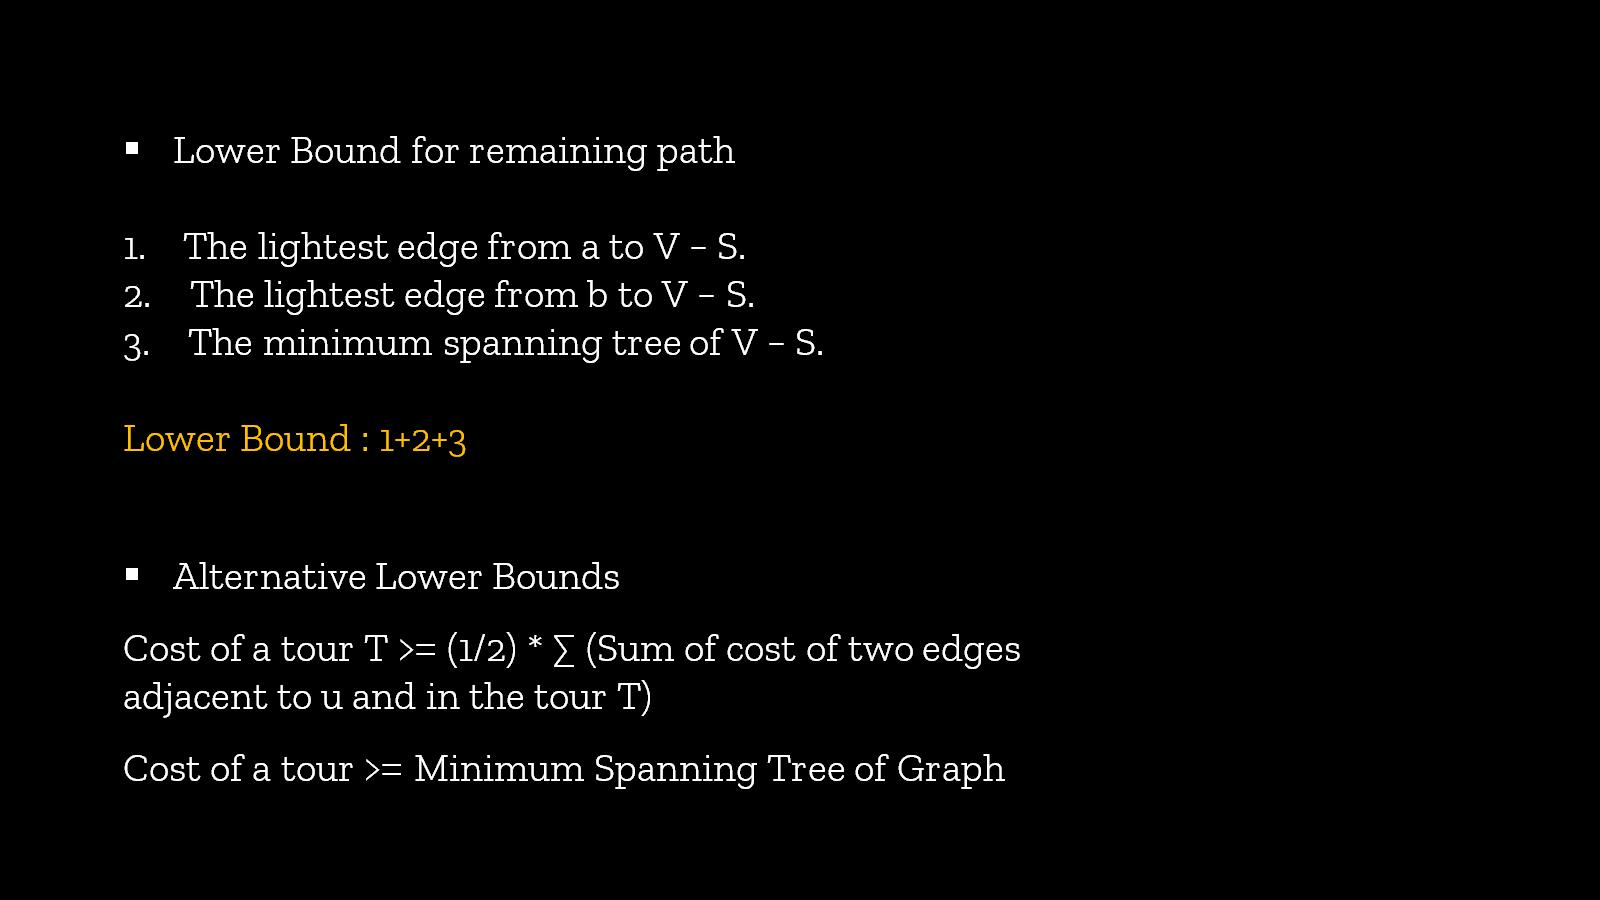 ▪ Lower Bound for remaining path
1. The lightest edge from a to V – S.
2. The lightest edge from b to V – S.
3. The minimum spanning tree of V – S.
Lower Bound : 1+2+3
▪ Alternative Lower Bounds
Cost of a tour T >= (1/2) * ∑ (Sum of cost of two edges
adjacent to u and in the tour T)
Cost of a tour >= Minimum Spanning Tree of Graph